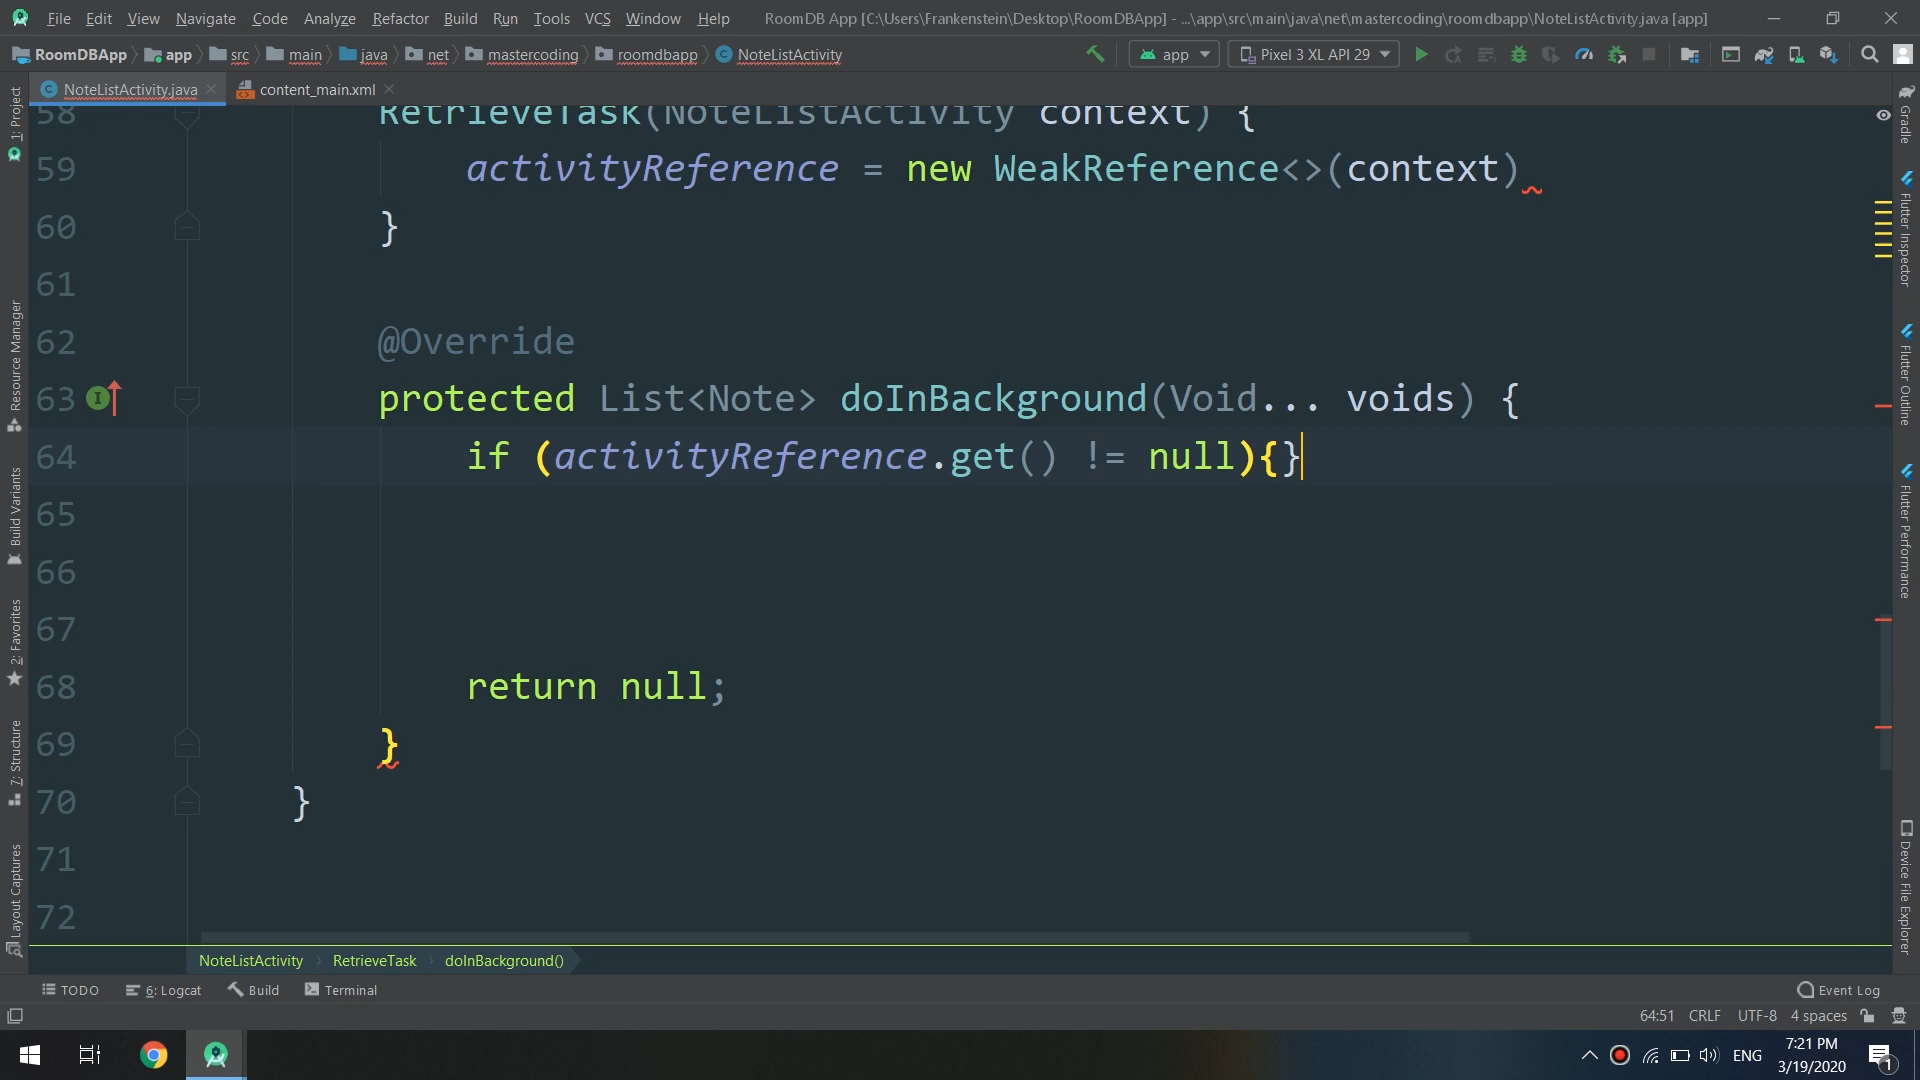 File Edit View Navigate Code Analyze Refactor Build Run Tools VCS Window Help RoomDB App [C:\Users\Frankenstein\Desktop\RoomDBApp] - ...\app\src\main\java\net\mastercoding\roomdbapp\NoteListActivity.java [app]
RoomDBApp app src main java net mastercoding roomdbapp NoteListActivity app Pixel 3 XL API 29
NoteListActivity.java content_main.xml
58 RetrieveTask(NoteListActivity context) {
59 activityReference = new WeakReference<>(context)
60 }
61
62 @Override
63 protected List<Note> doInBackground(Void... voids) {
64 if (activityReference.get() != null){}
65
66
67
68 return null;
69 }
70 }
71
72
1: Project
Resource Manager
Build Variants
2: Favorites
7: Structure
Layout Captures
Gradle
Flutter Inspector
Flutter Outline
Flutter Performance
Device File Explorer
NoteListActivity RetrieveTask doInBackground()
TODO 6: Logcat Build Terminal Event Log
64:51 CRLF UTF-8 4 spaces
ENG 7:21 PM 3/19/2020 1